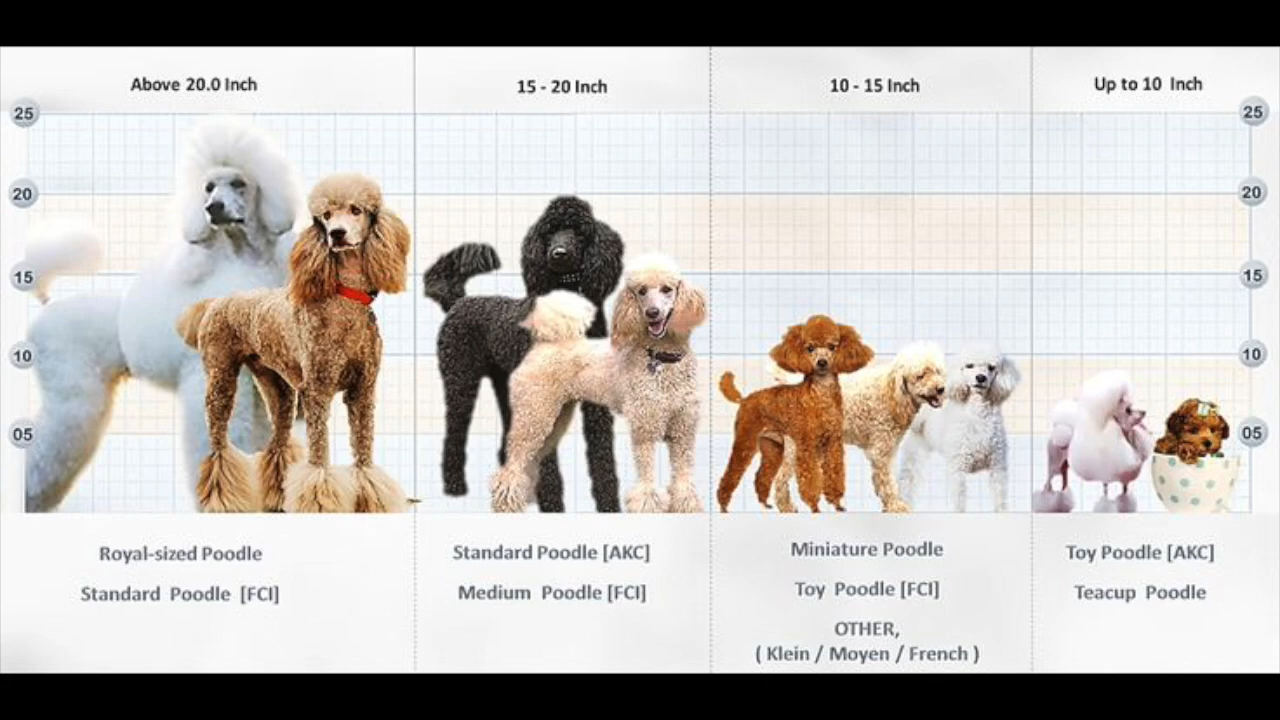 Above 20.0 Inch
15 - 20 Inch
10 - 15 Inch
Up to 10 Inch
25
20
15
10
05
25
20
15
10
05
Royal-sized Poodle
Standard Poodle [FCI]
Standard Poodle [AKC]
Medium Poodle [FCI]
Miniature Poodle
Toy Poodle [FCI]
OTHER,
( Klein / Moyen / French )
Toy Poodle [AKC]
Teacup Poodle